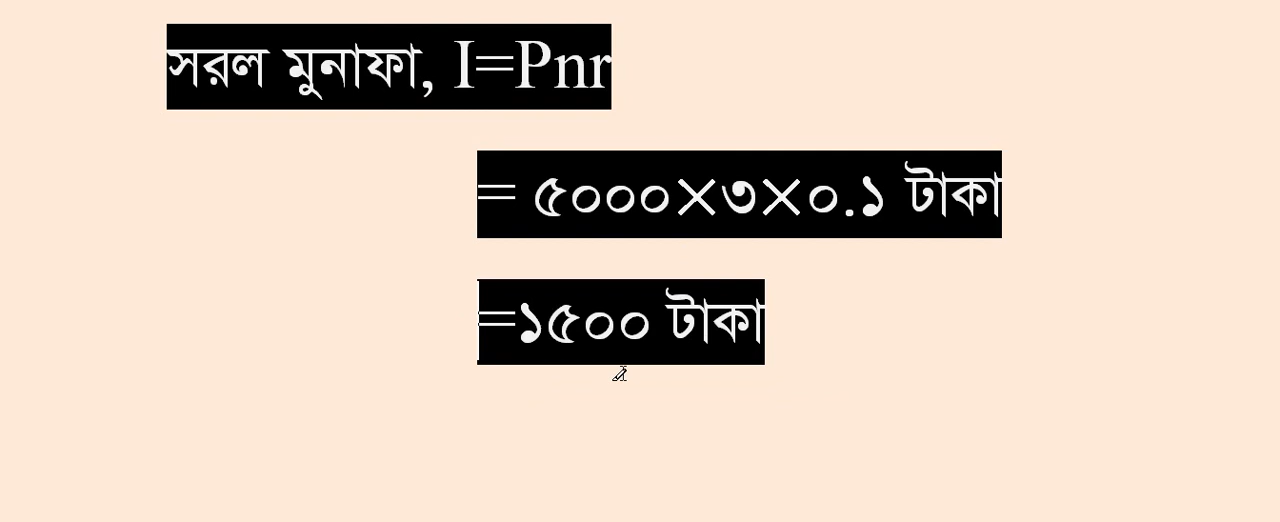 সরল মুনাফা, I=Pnr
= ৫০০০×৩×০.১ টাকা
=১৫০০ টাকা